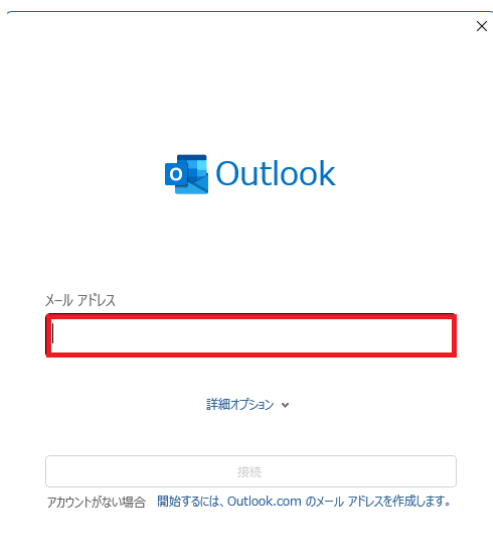 Outlook
メール アドレス
詳細オプション
接続
アカウントがない場合 開始するには、Outlook.com のメール アドレスを作成します。